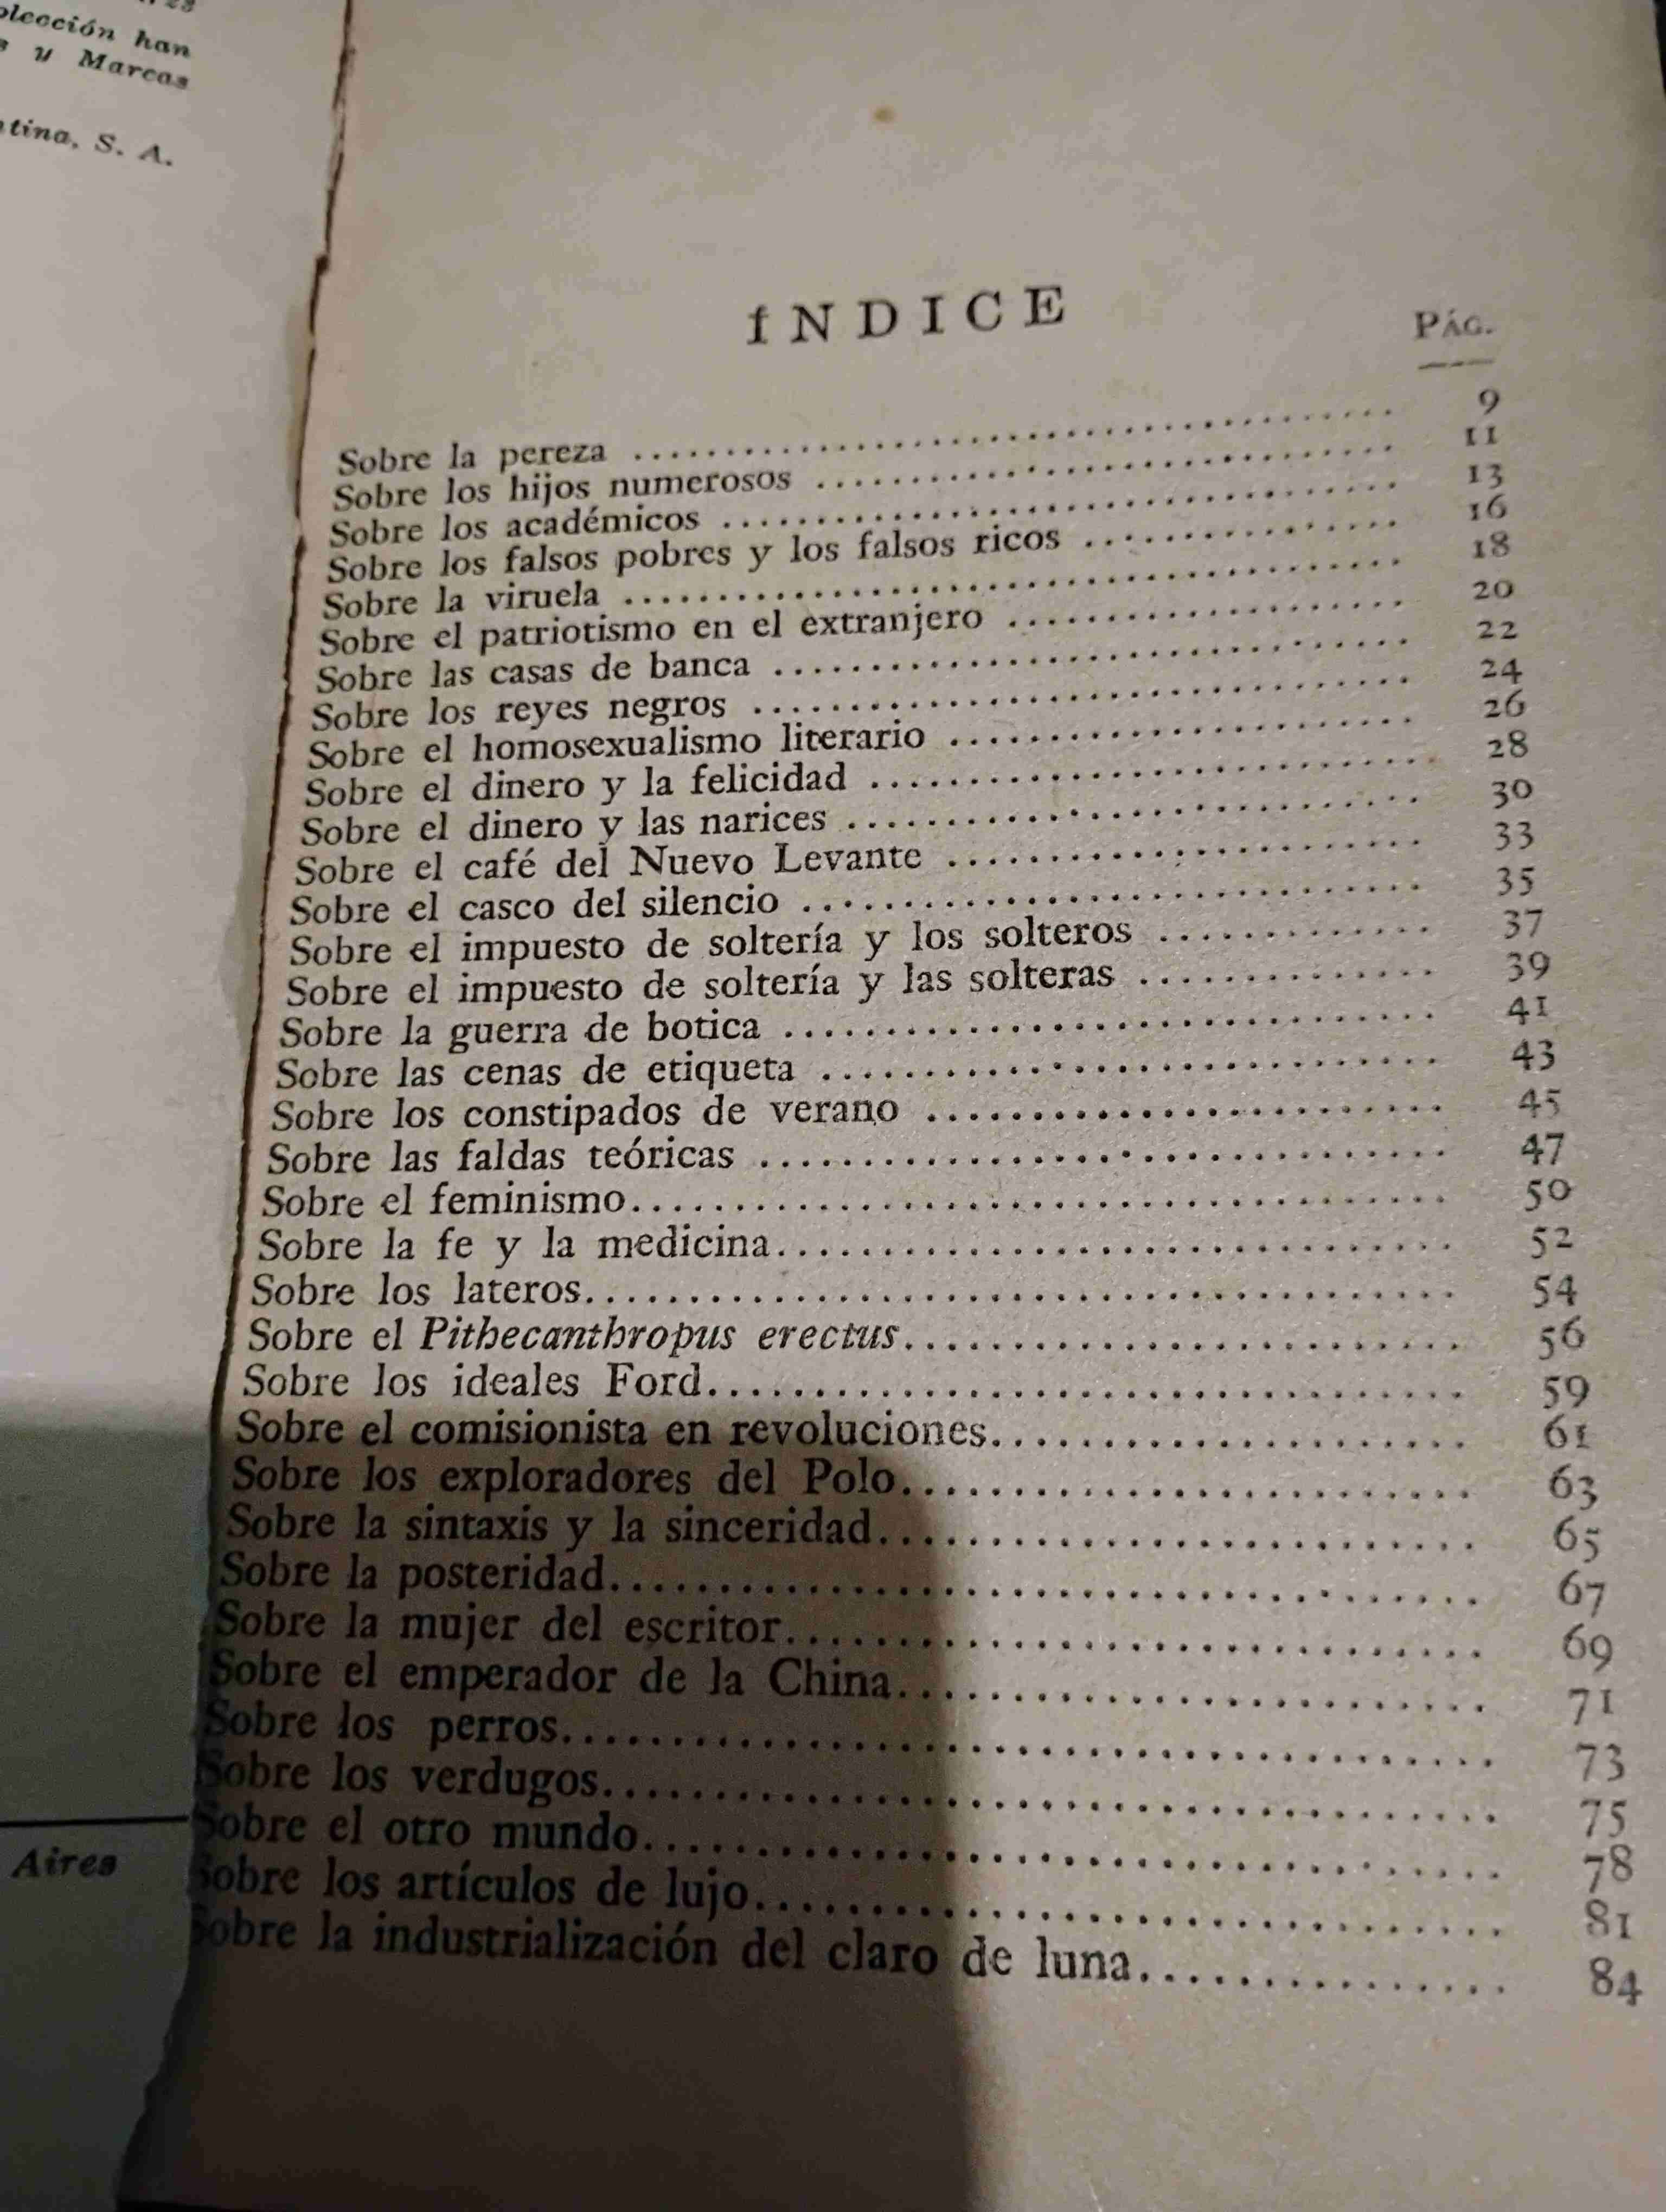 olección han
s y Marcas
ntina, S. A.
Aires
ÍNDICE
PÁG.
Sobre la pereza ........................................ 9
Sobre los hijos numerosos ........................................ 11
Sobre los académicos ........................................ 13
Sobre los falsos pobres y los falsos ricos .................... 16
Sobre la viruela ........................................ 18
Sobre el patriotismo en el extranjero .................... 20
Sobre las casas de banca .............................. 22
Sobre los reyes negros .............................. 24
Sobre el homosexualismo literario .................... 26
Sobre el dinero y la felicidad .................... 28
Sobre el dinero y las narices .................... 30
Sobre el café del Nuevo Levante .................... 33
Sobre el casco del silencio .................... 35
Sobre el impuesto de soltería y los solteros ............. 37
Sobre el impuesto de soltería y las solteras ............. 39
Sobre la guerra de botica .............................. 41
Sobre las cenas de etiqueta .............................. 43
Sobre los constipados de verano .................... 45
Sobre las faldas teóricas .............................. 47
Sobre el feminismo.............................. 50
Sobre la fe y la medicina.............................. 52
Sobre los lateros.............................. 54
Sobre el Pithecanthropus erectus.................... 56
Sobre los ideales Ford.............................. 59
Sobre el comisionista en revoluciones.................... 61
Sobre los exploradores del Polo.................... 63
Sobre la sintaxis y la sinceridad.................... 65
Sobre la posteridad.............................. 67
Sobre la mujer del escritor.................... 69
Sobre el emperador de la China.................... 71
Sobre los perros.............................. 73
Sobre los verdugos.............................. 75
Sobre el otro mundo.............................. 78
Sobre los artículos de lujo.............................. 81
Sobre la industrialización del claro de luna............... 84